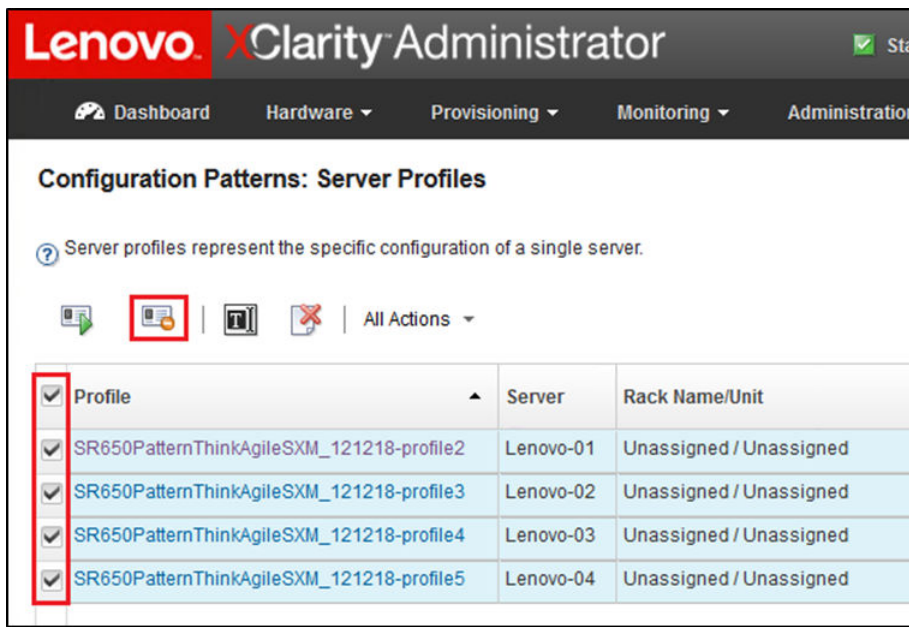 Lenovo. XClarity Administrator
Dashboard Hardware Provisioning Monitoring
Configuration Patterns: Server Profiles
? Server profiles represent the specific configuration of a single server.
T All Actions
Profile Server Rack Name/Unit
SR650PatternThinkAgileSXM_121218-profile2 Lenovo-01 Unassigned / Unassigned
SR650PatternThinkAgileSXM_121218-profile3 Lenovo-02 Unassigned / Unassigned
SR650PatternThinkAgileSXM_121218-profile4 Lenovo-03 Unassigned / Unassigned
SR650PatternThinkAgileSXM_121218-profile5 Lenovo-04 Unassigned / Unassigned